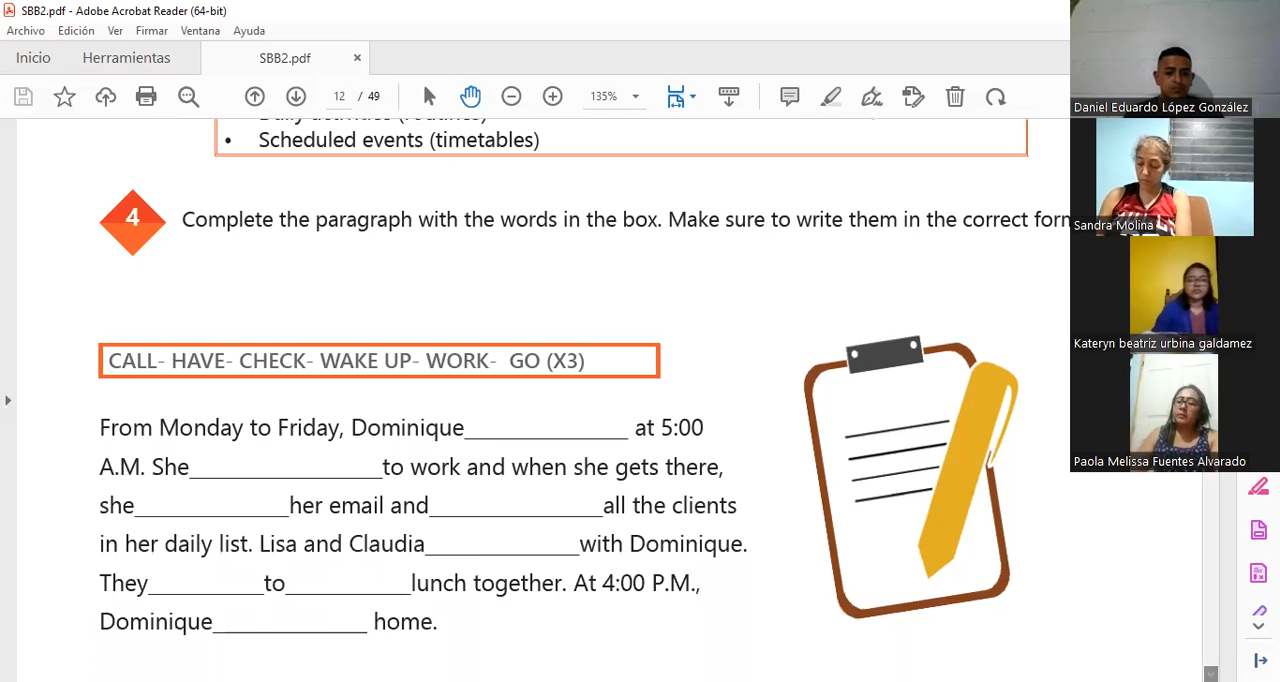 SBB2.pdf - Adobe Acrobat Reader (64-bit)
Archivo Edición Ver Firmar Ventana Ayuda
Inicio Herramientas SBB2.pdf ×
12 / 49 135%
• Scheduled events (timetables)
4 Complete the paragraph with the words in the box. Make sure to write them in the correct
CALL- HAVE- CHECK- WAKE UP- WORK- GO (X3)
From Monday to Friday, Dominique______________ at 5:00
A.M. She_________________to work and when she gets there,
she_____________her email and_______________all the clients
in her daily list. Lisa and Claudia_____________with Dominique.
They__________to___________lunch together. At 4:00 P.M.,
Dominique_____________ home.
Daniel Eduardo López González
Sandra Molina
Kateryn beatriz urbina galdamez
Paola Melissa Fuentes Alvarado